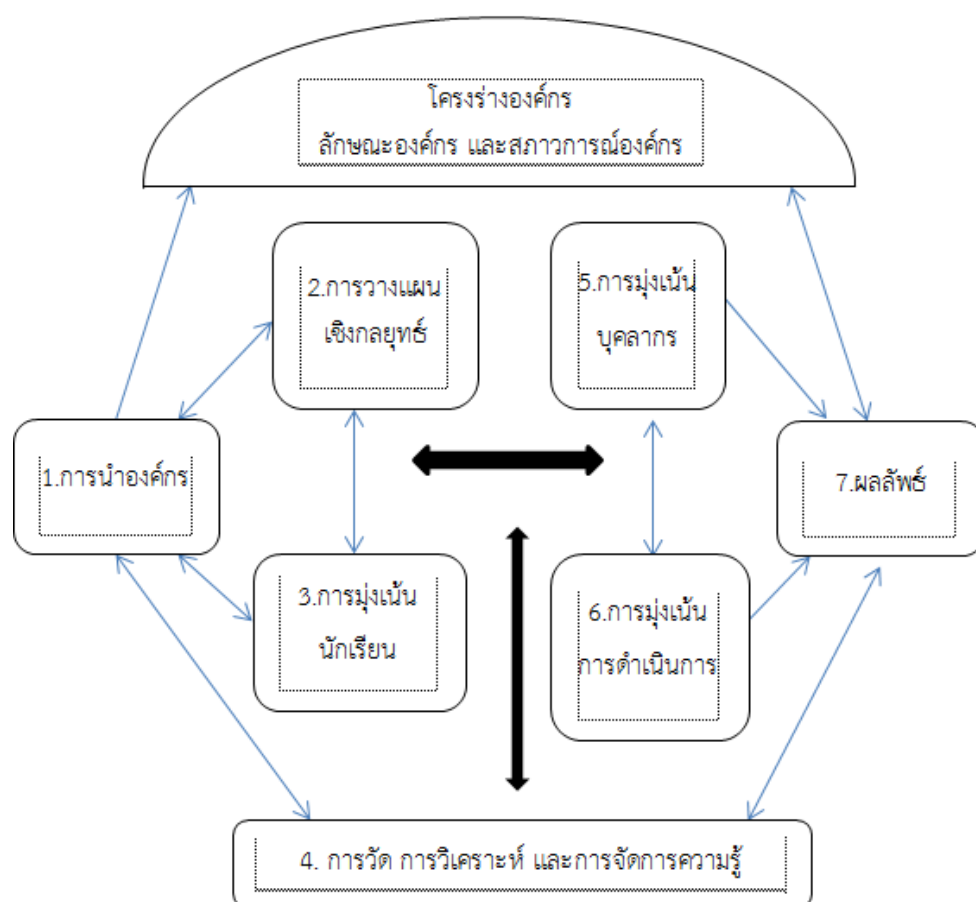 โครงร่างองค์กร
ลักษณะองค์กร และสภาวการณ์องค์กร
2.การวางแผน
เชิงกลยุทธ์
5.การมุ่งเน้น
บุคลากร
1.การนำองค์กร
7.ผลลัพธ์
3.การมุ่งเน้น
นักเรียน
6.การมุ่งเน้น
การดำเนินการ
4. การวัด การวิเคราะห์ และการจัดการความรู้